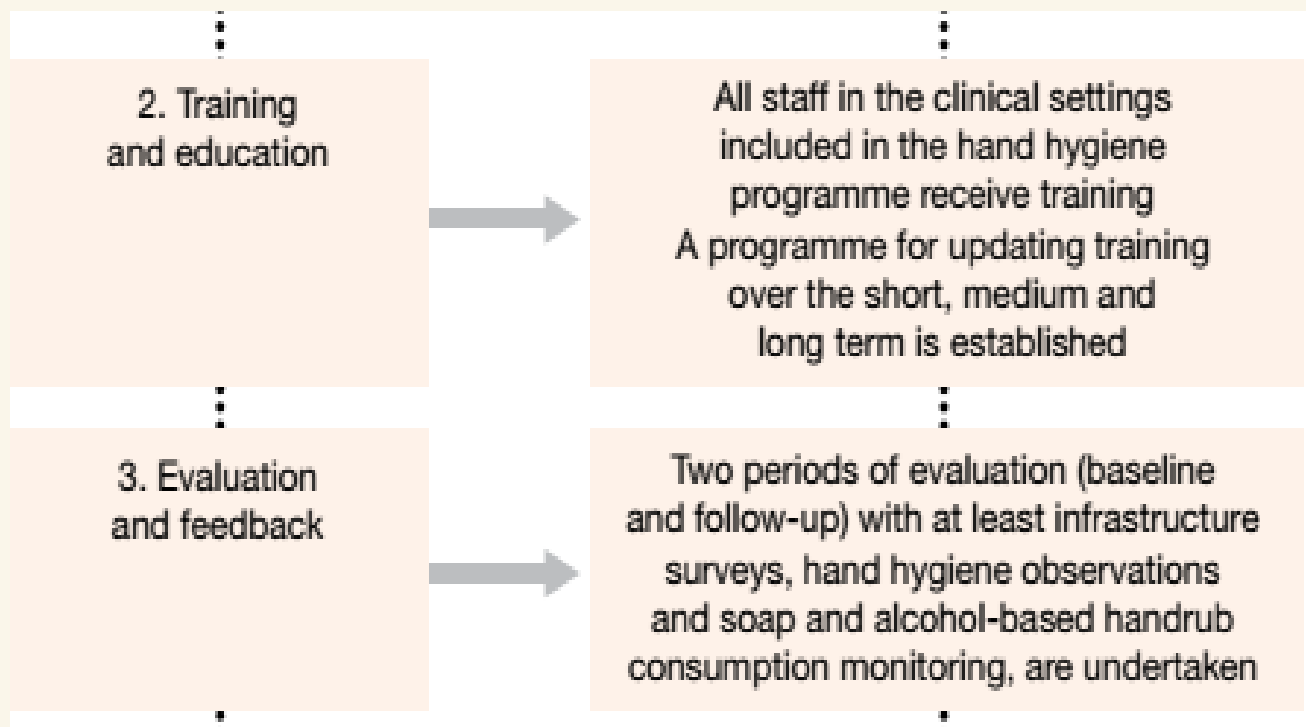 2. Training
and education
All staff in the clinical settings
included in the hand hygiene
programme receive training
A programme for updating training
over the short, medium and
long term is established
3. Evaluation
and feedback
Two periods of evaluation (baseline
and follow-up) with at least infrastructure
surveys, hand hygiene observations
and soap and alcohol-based handrub
consumption monitoring, are undertaken